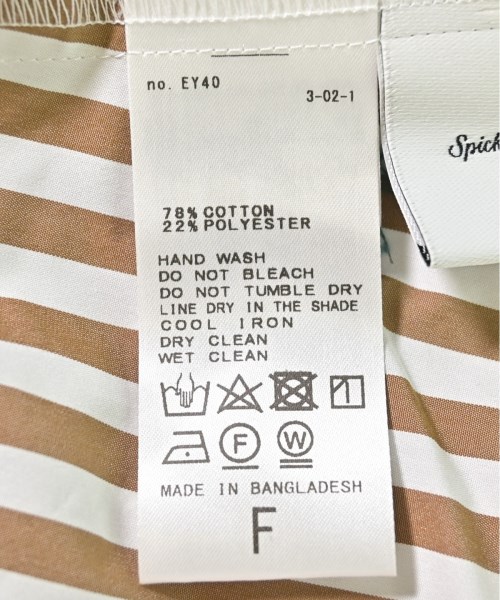 no. EY40
3-02-1
Spick
78% COTTON
22% POLYESTER
HAND WASH
DO NOT BLEACH
DO NOT TUMBLE DRY
LINE DRY IN THE SHADE
COOL IRON
DRY CLEAN
WET CLEAN
F W
MADE IN BANGLADESH
F